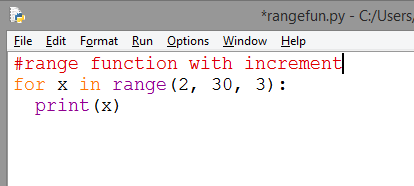 *rangefun.py - C:/Users
File Edit Format Run Options Window Help
#range function with increment
for x in range(2, 30, 3):
  print(x)